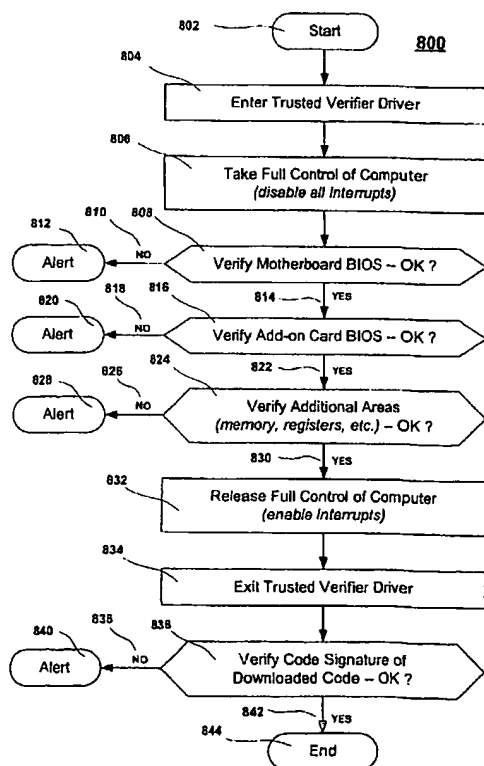 802
Start
800
804
Enter Trusted Verifier Driver
806
Take Full Control of Computer
(disable all Interrupts)
810
808
812
NO
Alert
Verify Motherboard BIOS – OK ?
814
YES
818
816
820
NO
Alert
Verify Add-on Card BIOS – OK ?
822
YES
826
824
828
NO
Alert
Verify Additional Areas
(memory, registers, etc.) – OK ?
830
YES
832
Release Full Control of Computer
(enable Interrupts)
834
Exit Trusted Verifier Driver
838
836
840
NO
Alert
Verify Code Signature of
Downloaded Code – OK ?
842
YES
844
End